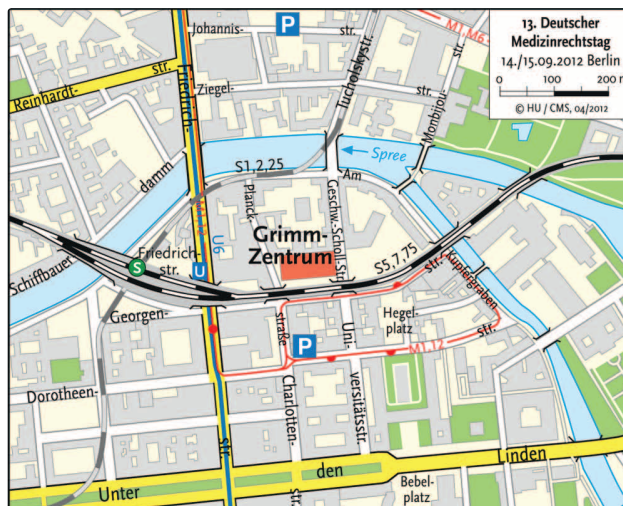 13. Deutscher
Medizinrechtstag
14./15.09.2012 Berlin
0 100 200 m
© HU / CMS, 04/2012
P
Johannis- str.
M1,M6
Reinhardt- str.
Friedrich-
Ziegel- str.
Tucholskystr.
Monbijou- str.
damm
S1,2,25
Spree
Am
Planck-
Geschw.-Scholl-Str.
M1,12
U6
Grimm-
Zentrum
S5,7,75
Schiffbauer
Friedrich-
str.
S
U
str.
Kupfergraben
Georgen-
straße
Uni-
Hegel-
platz
str.
P
M1,12
Dorotheen-
Charlotten-
versitätsstr.
str.
Unter den Linden
str.
Bebel-
platz